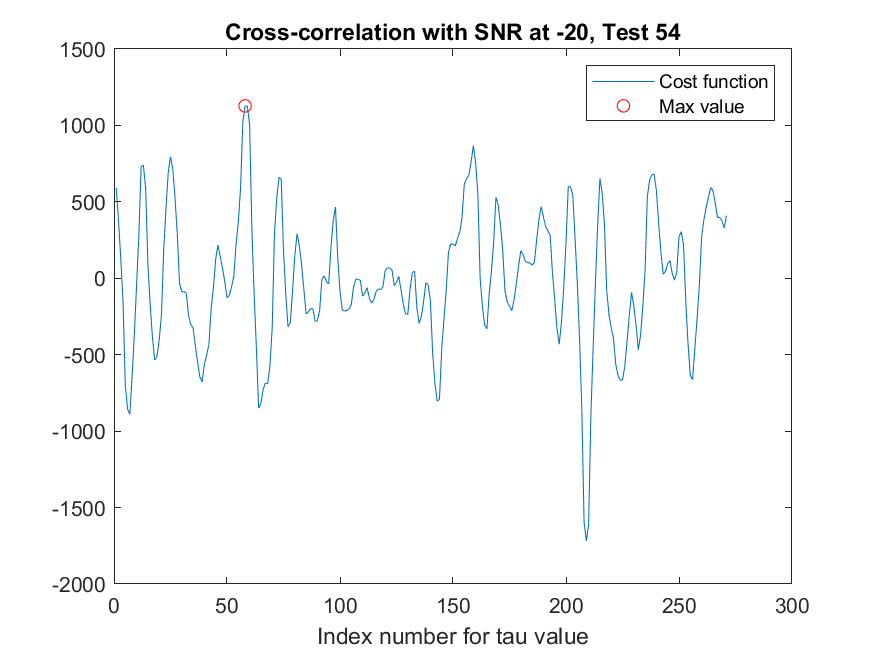 Cross-correlation with SNR at -20, Test 54
1500
1000
500
0
-500
-1000
-1500
-2000
Cost function
Max value
0 50 100 150 200 250 300
Index number for tau value